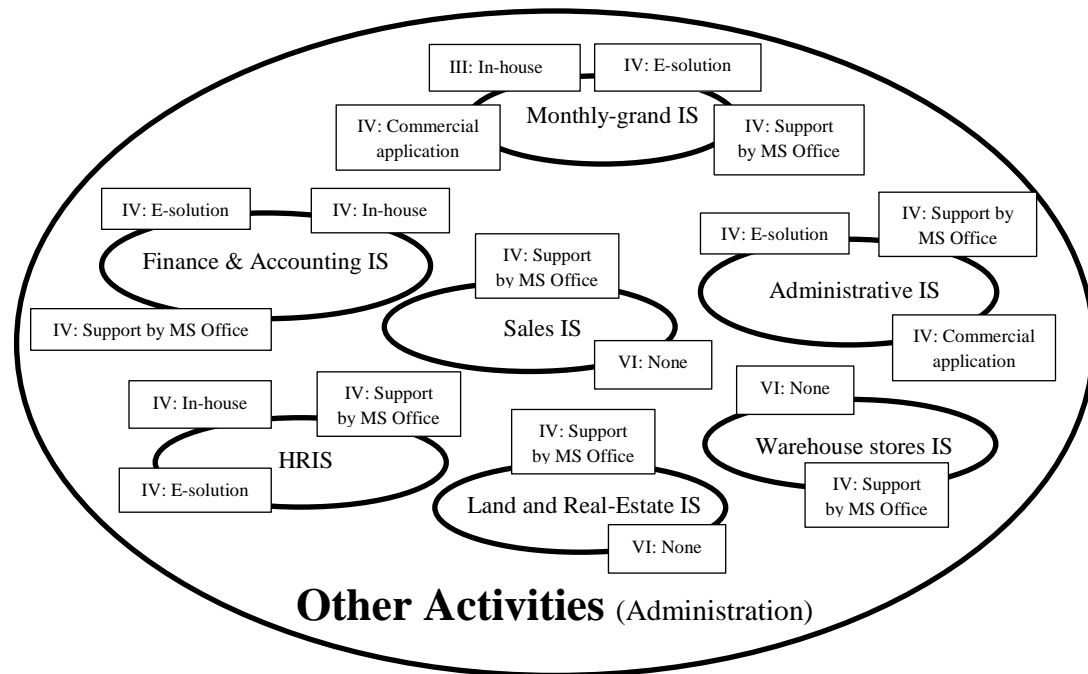 III: In-house
IV: E-solution
Monthly-grand IS
IV: Commercial
application
IV: Support
by MS Office
IV: E-solution
IV: In-house
Finance & Accounting IS
IV: Support by MS Office
IV: Support
by MS Office
Sales IS
VI: None
IV: E-solution
IV: Support by
MS Office
Administrative IS
IV: Commercial
application
IV: In-house
IV: Support
by MS Office
HRIS
IV: E-solution
IV: Support
by MS Office
Land and Real-Estate IS
VI: None
VI: None
Warehouse stores IS
IV: Support
by MS Office
Other Activities (Administration)